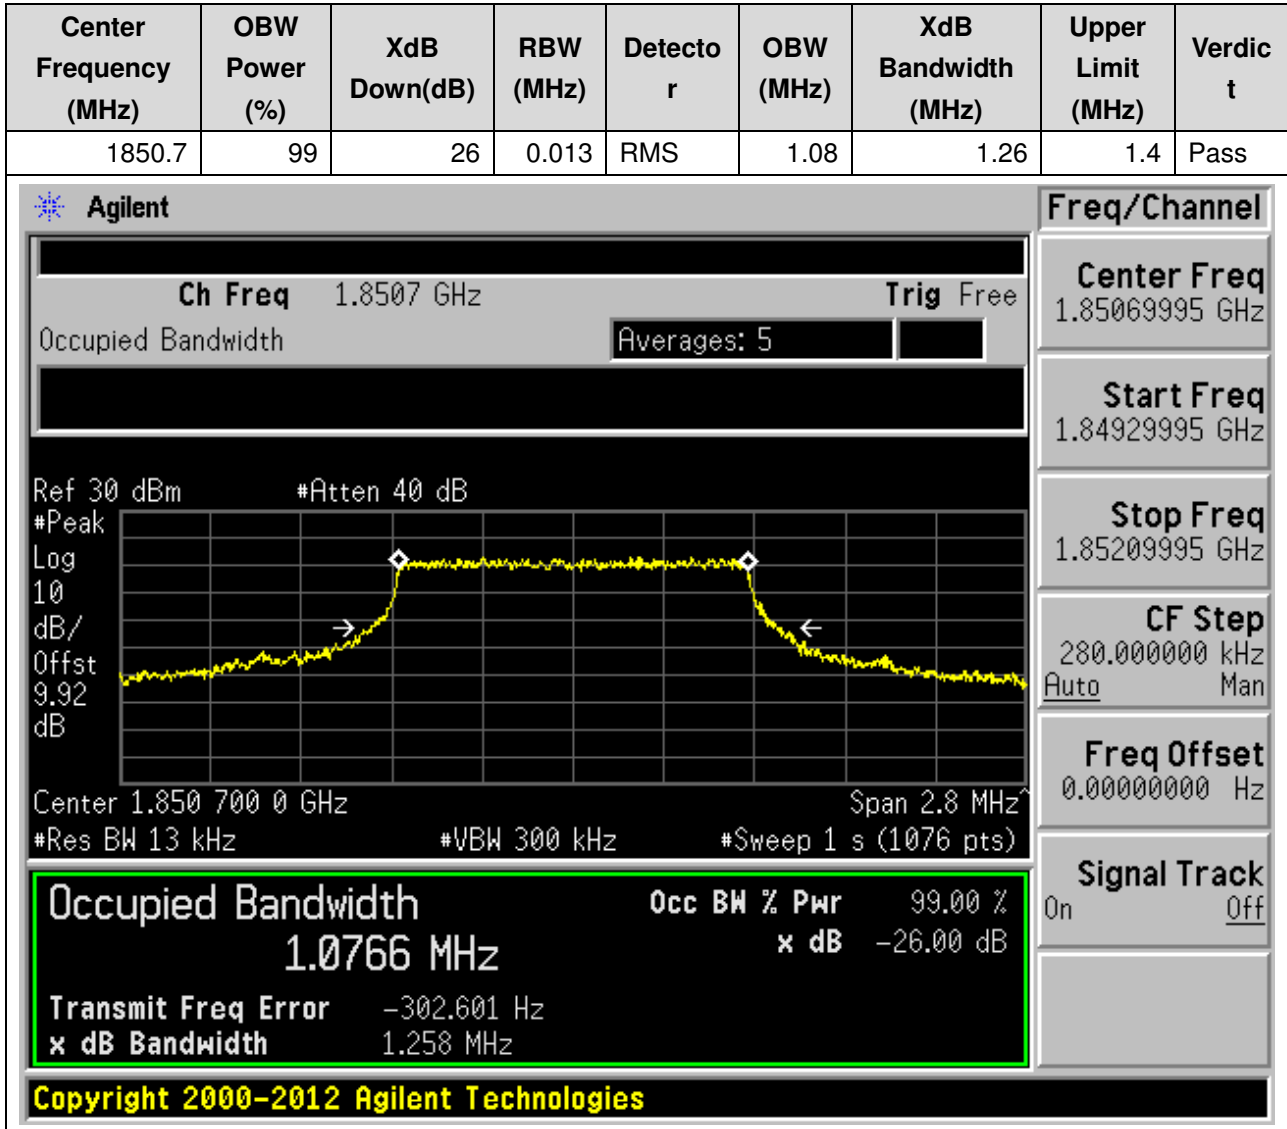 Center Frequency (MHz) OBW Power (%) XdB Down(dB) RBW (MHz) Detecto r OBW (MHz) XdB Bandwidth (MHz) Upper Limit (MHz) Verdic t
1850.7 99 26 0.013 RMS 1.08 1.26 1.4 Pass
Agilent
Freq/Channel
Ch Freq 1.8507 GHz Trig Free
Occupied Bandwidth Averages: 5
Center Freq
1.85069995 GHz
Start Freq
1.84929995 GHz
Stop Freq
1.85209995 GHz
CF Step
280.000000 kHz
Auto Man
Freq Offset
0.00000000 Hz
Signal Track
On Off
Ref 30 dBm #Atten 40 dB
#Peak
Log
10
dB/
Offst
9.92
dB
Center 1.850 700 0 GHz Span 2.8 MHz^
#Res BW 13 kHz #VBW 300 kHz #Sweep 1 s (1076 pts)
Occupied Bandwidth Occ BW % Pwr 99.00 %
1.0766 MHz x dB -26.00 dB
Transmit Freq Error -302.601 Hz
x dB Bandwidth 1.258 MHz
Copyright 2000-2012 Agilent Technologies